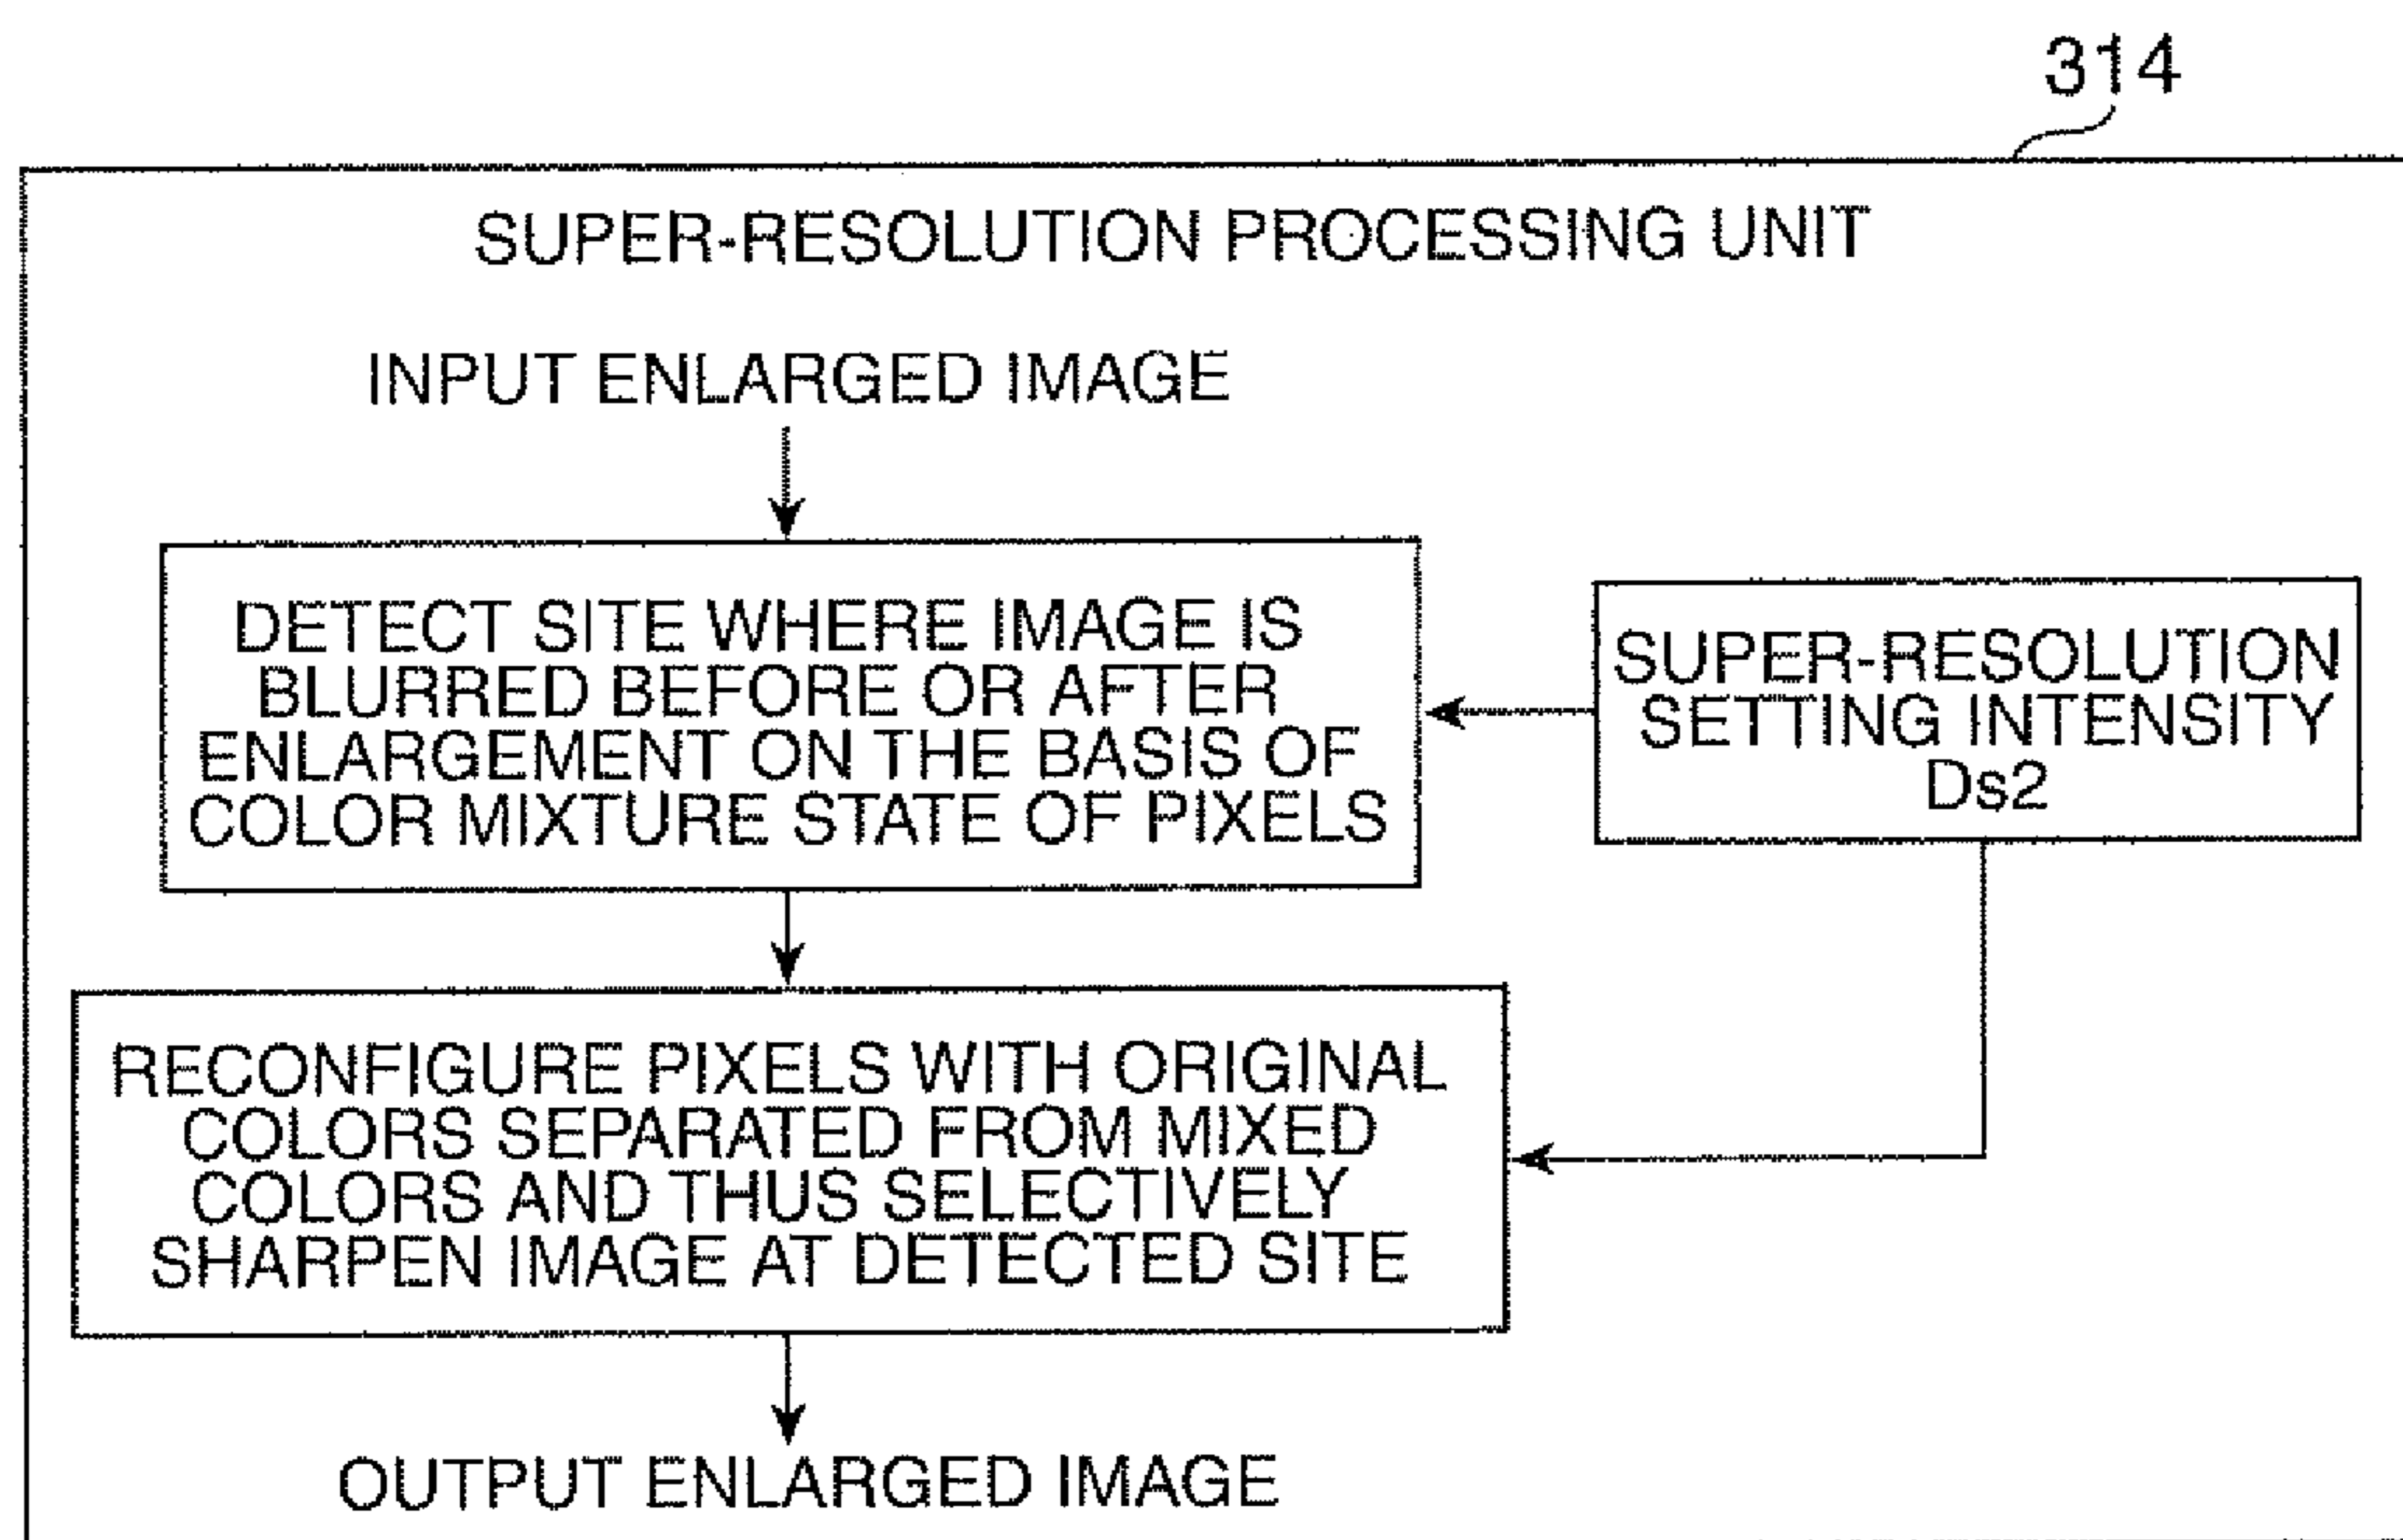 314
SUPER-RESOLUTION PROCESSING UNIT
INPUT ENLARGED IMAGE
DETECT SITE WHERE IMAGE IS
BLURRED BEFORE OR AFTER
ENLARGEMENT ON THE BASIS OF
COLOR MIXTURE STATE OF PIXELS
SUPER-RESOLUTION
SETTING INTENSITY
Ds2
RECONFIGURE PIXELS WITH ORIGINAL
COLORS SEPARATED FROM MIXED
COLORS AND THUS SELECTIVELY
SHARPEN IMAGE AT DETECTED SITE
OUTPUT ENLARGED IMAGE